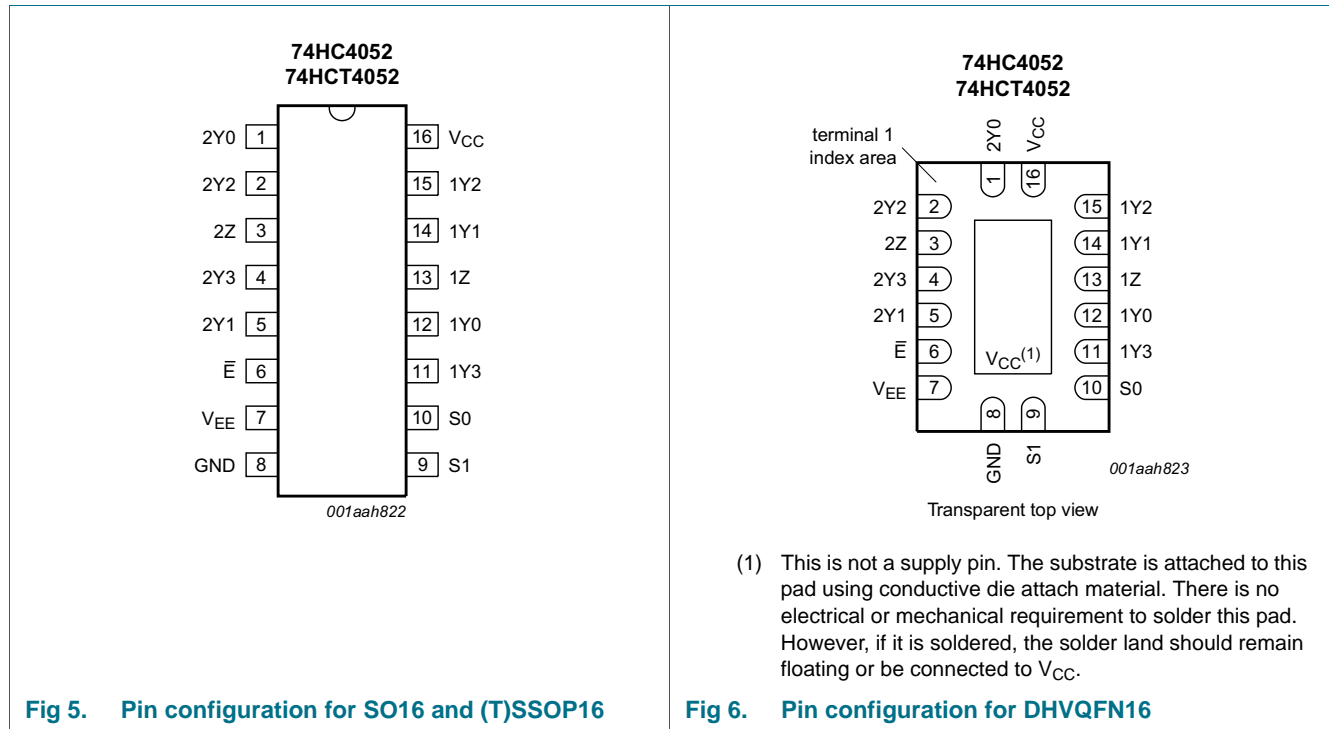 74HC4052
74HCT4052
2Y0 1
16 VCC
2Y2 2
15 1Y2
2Z 3
14 1Y1
2Y3 4
13 1Z
2Y1 5
12 1Y0
E̅ 6
11 1Y3
VEE 7
10 S0
GND 8
9 S1
001aah822
Fig 5. Pin configuration for SO16 and (T)SSOP16
74HC4052
74HCT4052
terminal 1
index area
2Y0
VCC
1
16
2Y2 2
15 1Y2
2Z 3
14 1Y1
2Y3 4
13 1Z
2Y1 5
12 1Y0
E̅ 6
11 1Y3
VCC(1)
VEE 7
10 S0
8
9
GND
S1
001aah823
Transparent top view
(1) This is not a supply pin. The substrate is attached to this
pad using conductive die attach material. There is no
electrical or mechanical requirement to solder this pad.
However, if it is soldered, the solder land should remain
floating or be connected to VCC.
Fig 6. Pin configuration for DHVQFN16